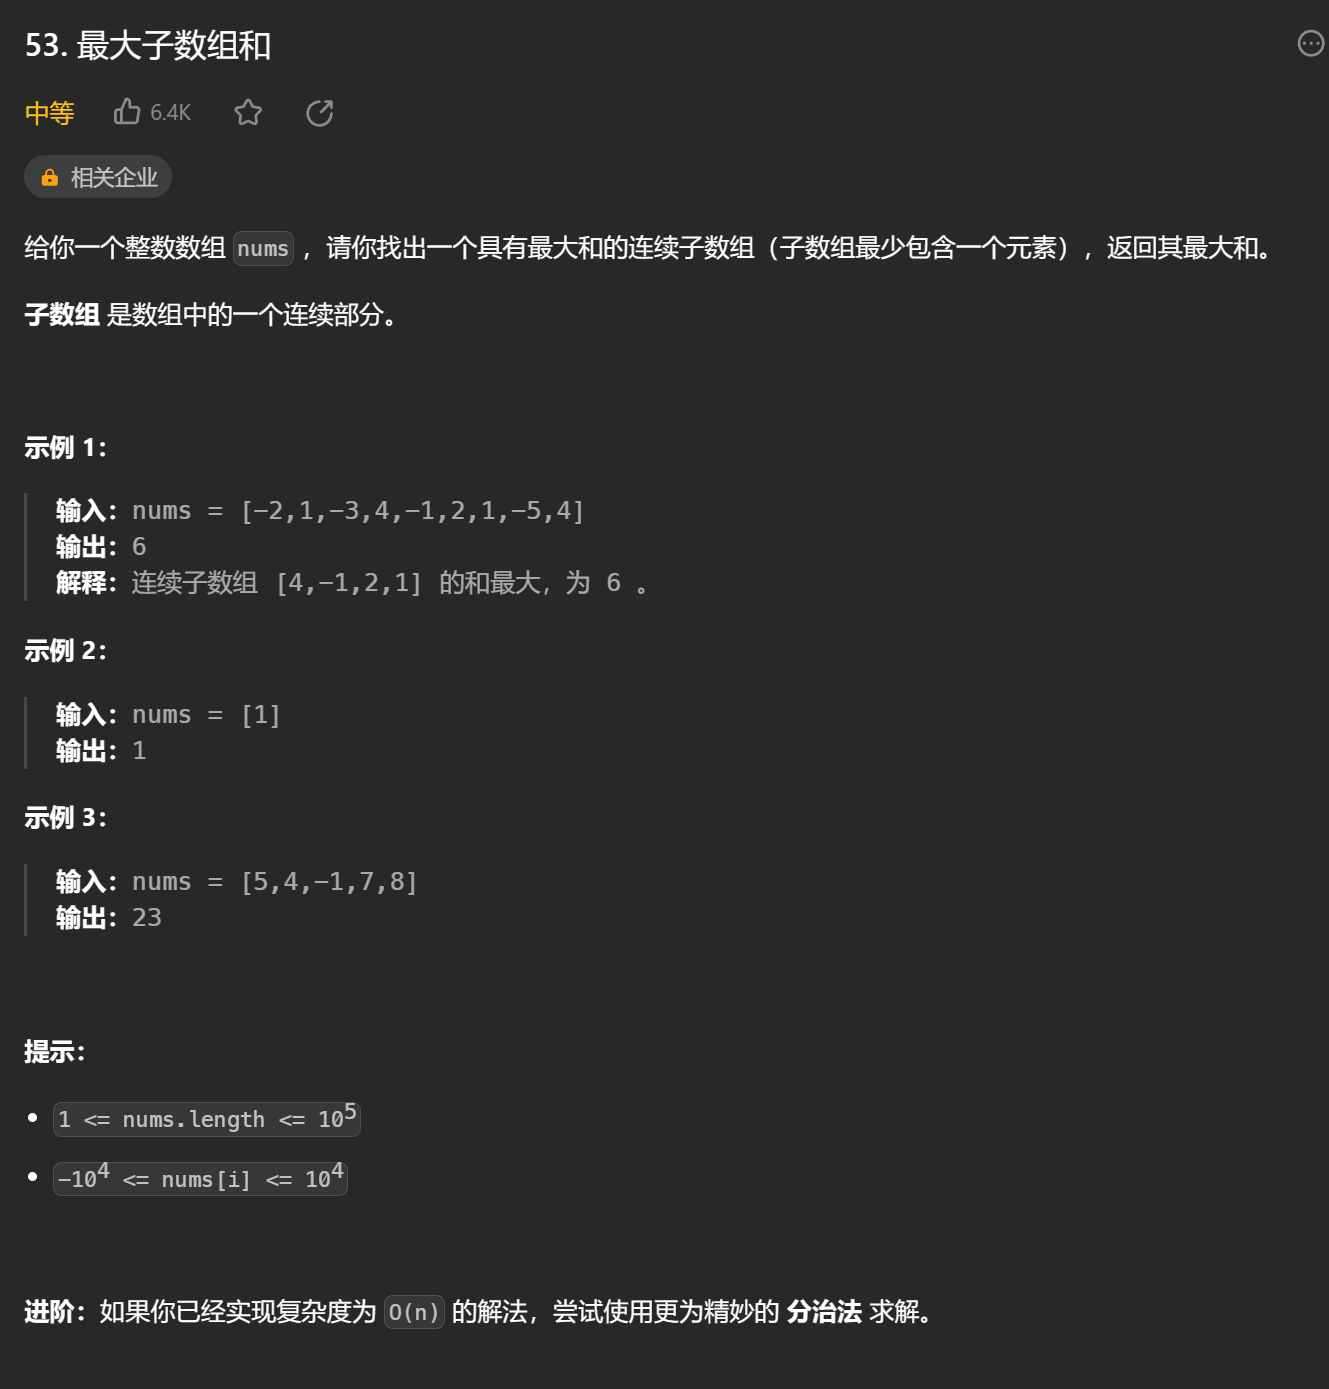 53. 最大子数组和
中等 6.4K
相关企业
给你一个整数数组 nums ，请你找出一个具有最大和的连续子数组（子数组最少包含一个元素），返回其最大和。
子数组 是数组中的一个连续部分。
示例 1：
输入：nums = [-2,1,-3,4,-1,2,1,-5,4]
输出：6
解释：连续子数组 [4,-1,2,1] 的和最大，为 6 。
示例 2：
输入：nums = [1]
输出：1
示例 3：
输入：nums = [5,4,-1,7,8]
输出：23
提示：
• 1 <= nums.length <= 10⁵
• -10⁴ <= nums[i] <= 10⁴
进阶：如果你已经实现复杂度为 O(n) 的解法，尝试使用更为精妙的 分治法 求解。